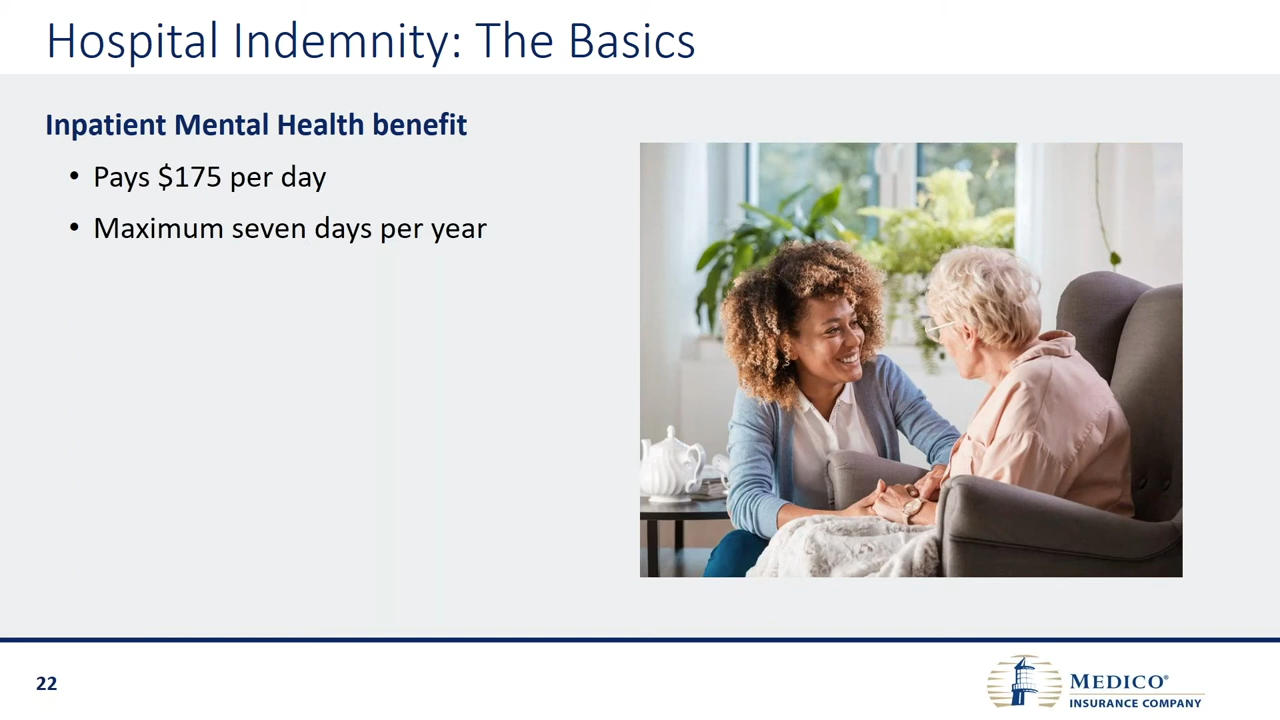 Hospital Indemnity: The Basics
Inpatient Mental Health benefit
• Pays $175 per day
• Maximum seven days per year
22
MEDICO®
INSURANCE COMPANY